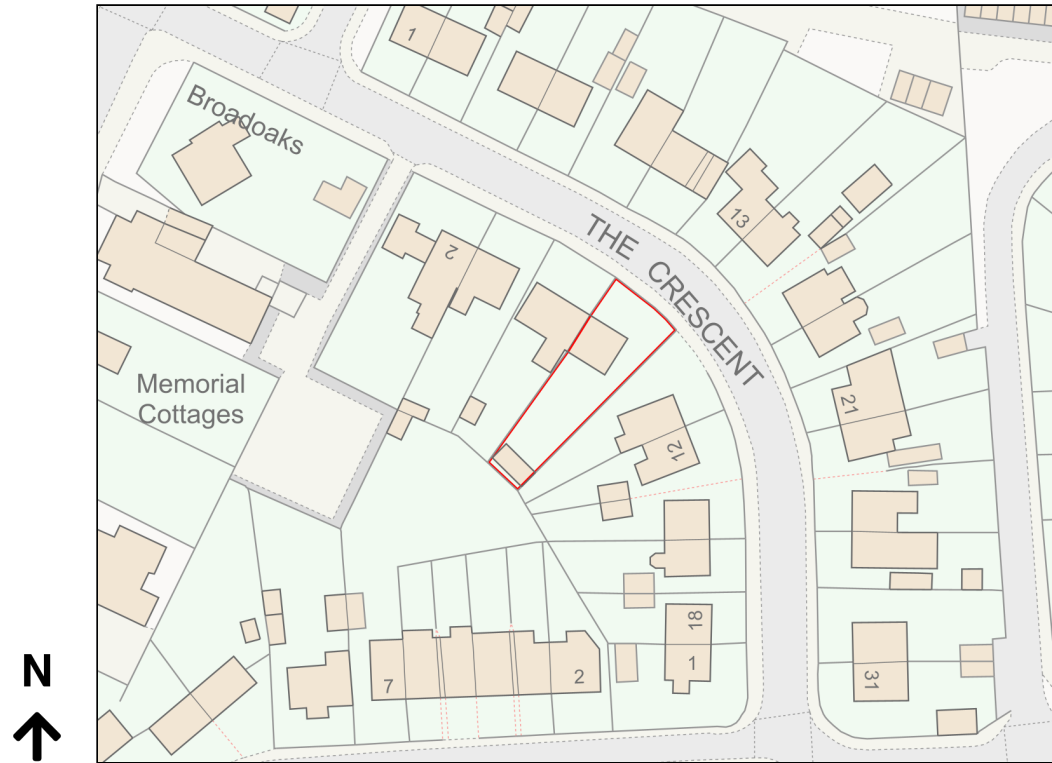 1
Broadoaks
2
THE CRESCENT
13
Memorial
Cottages
21
12
18
1
7
2
31
N